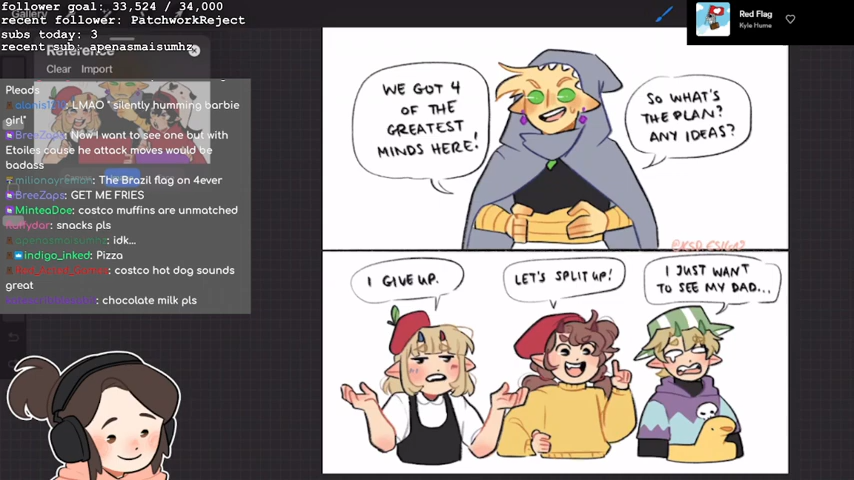 follower goal: 33,524 / 34,000
Gallery
recent follower: PatchworkReject
subs today: 3
recent sub: apenasmaisumhz
Reference
Clear Import
Pleads
LMAO * silently humming barbie
girl*
BreeZaps: Now I want to see one but with
Etoiles cause he attack moves would be
badass
milionayremon: The Brazil flag on 4ever
BreeZaps: GET ME FRIES
MinteaDoe: costco muffins are unmatched
snacks pls
idk...
indigo_inked: Pizza
costco hot dog sounds
great
chocolate milk pls
Red Flag
Kyle Hume
WE GOT 4
OF THE
GREATEST
MINDS HERE!
SO WHAT'S
THE PLAN?
ANY IDEAS?
I GIVE UP.
LET'S SPLIT UP!
I JUST WANT
TO SEE MY DAD...